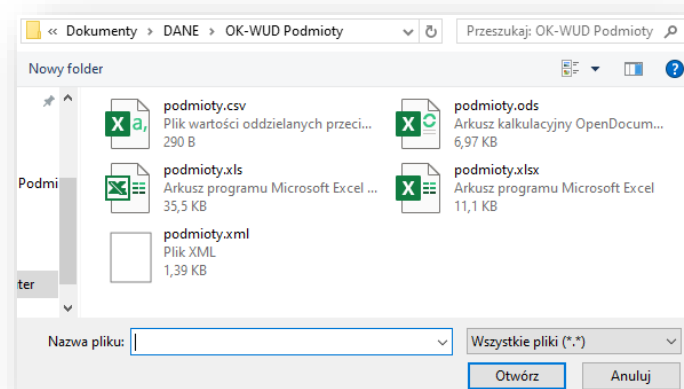 « Dokumenty > DANE > OK-WUD Podmioty
Przeszukaj: OK-WUD Podmioty
Nowy folder
podmioty.csv
Plik wartości oddzielanych przeci...
290 B
podmioty.ods
Arkusz kalkulacyjny OpenDocum...
6,97 KB
Podmi
podmioty.xls
Arkusz programu Microsoft Excel ...
35,5 KB
podmioty.xlsx
Arkusz programu Microsoft Excel
11,1 KB
podmioty.xml
Plik XML
1,39 KB
ter
Nazwa pliku:
Wszystkie pliki (*.*)
Otwórz
Anuluj